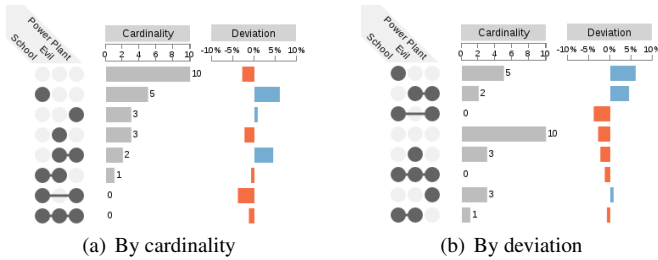 Power Plant
Evil
School
Cardinality
Deviation
0 2 4 6 8 10
-10% -5% 0% 5% 10%
10
5
3
3
2
1
0
0
(a) By cardinality
Power Plant
Evil
School
Cardinality
Deviation
0 2 4 6 8 10
-10% -5% 0% 5% 10%
5
2
0
10
3
0
3
1
(b) By deviation